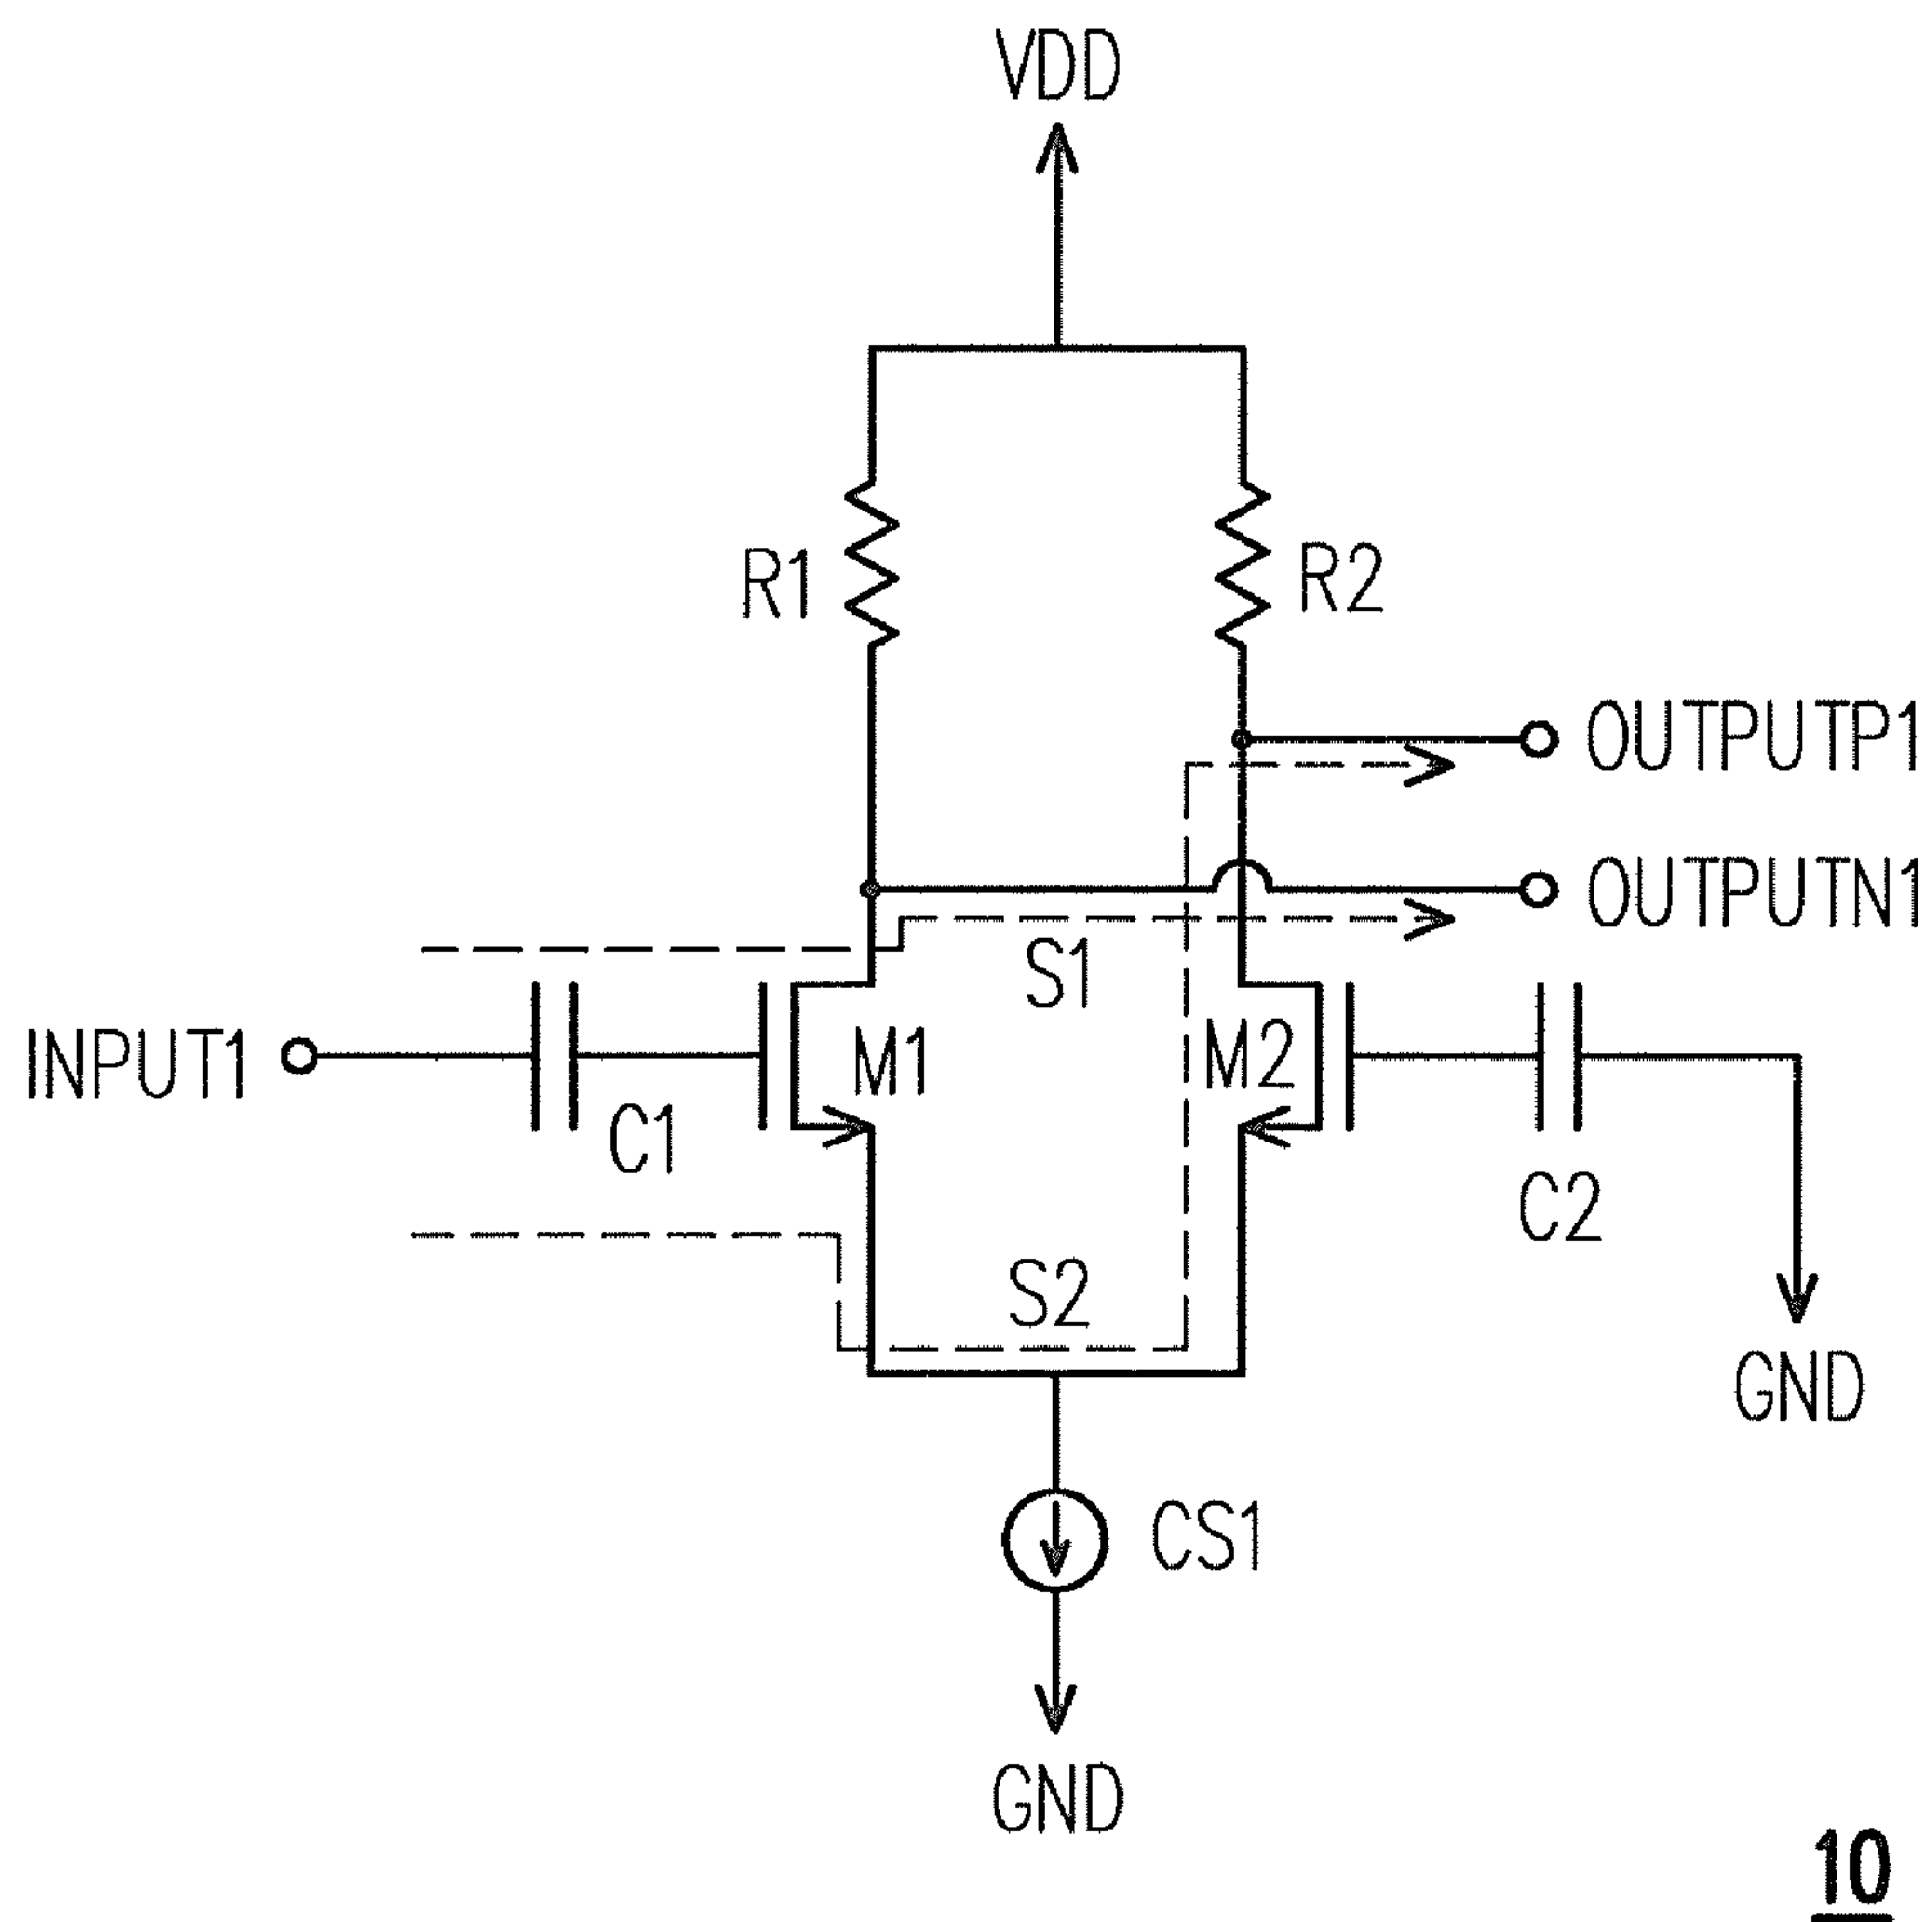 VDD
R1
R2
OUTPUTP1
OUTPUTN1
S1
INPUT1
M1
M2
C1
C2
S2
GND
CS1
GND
10